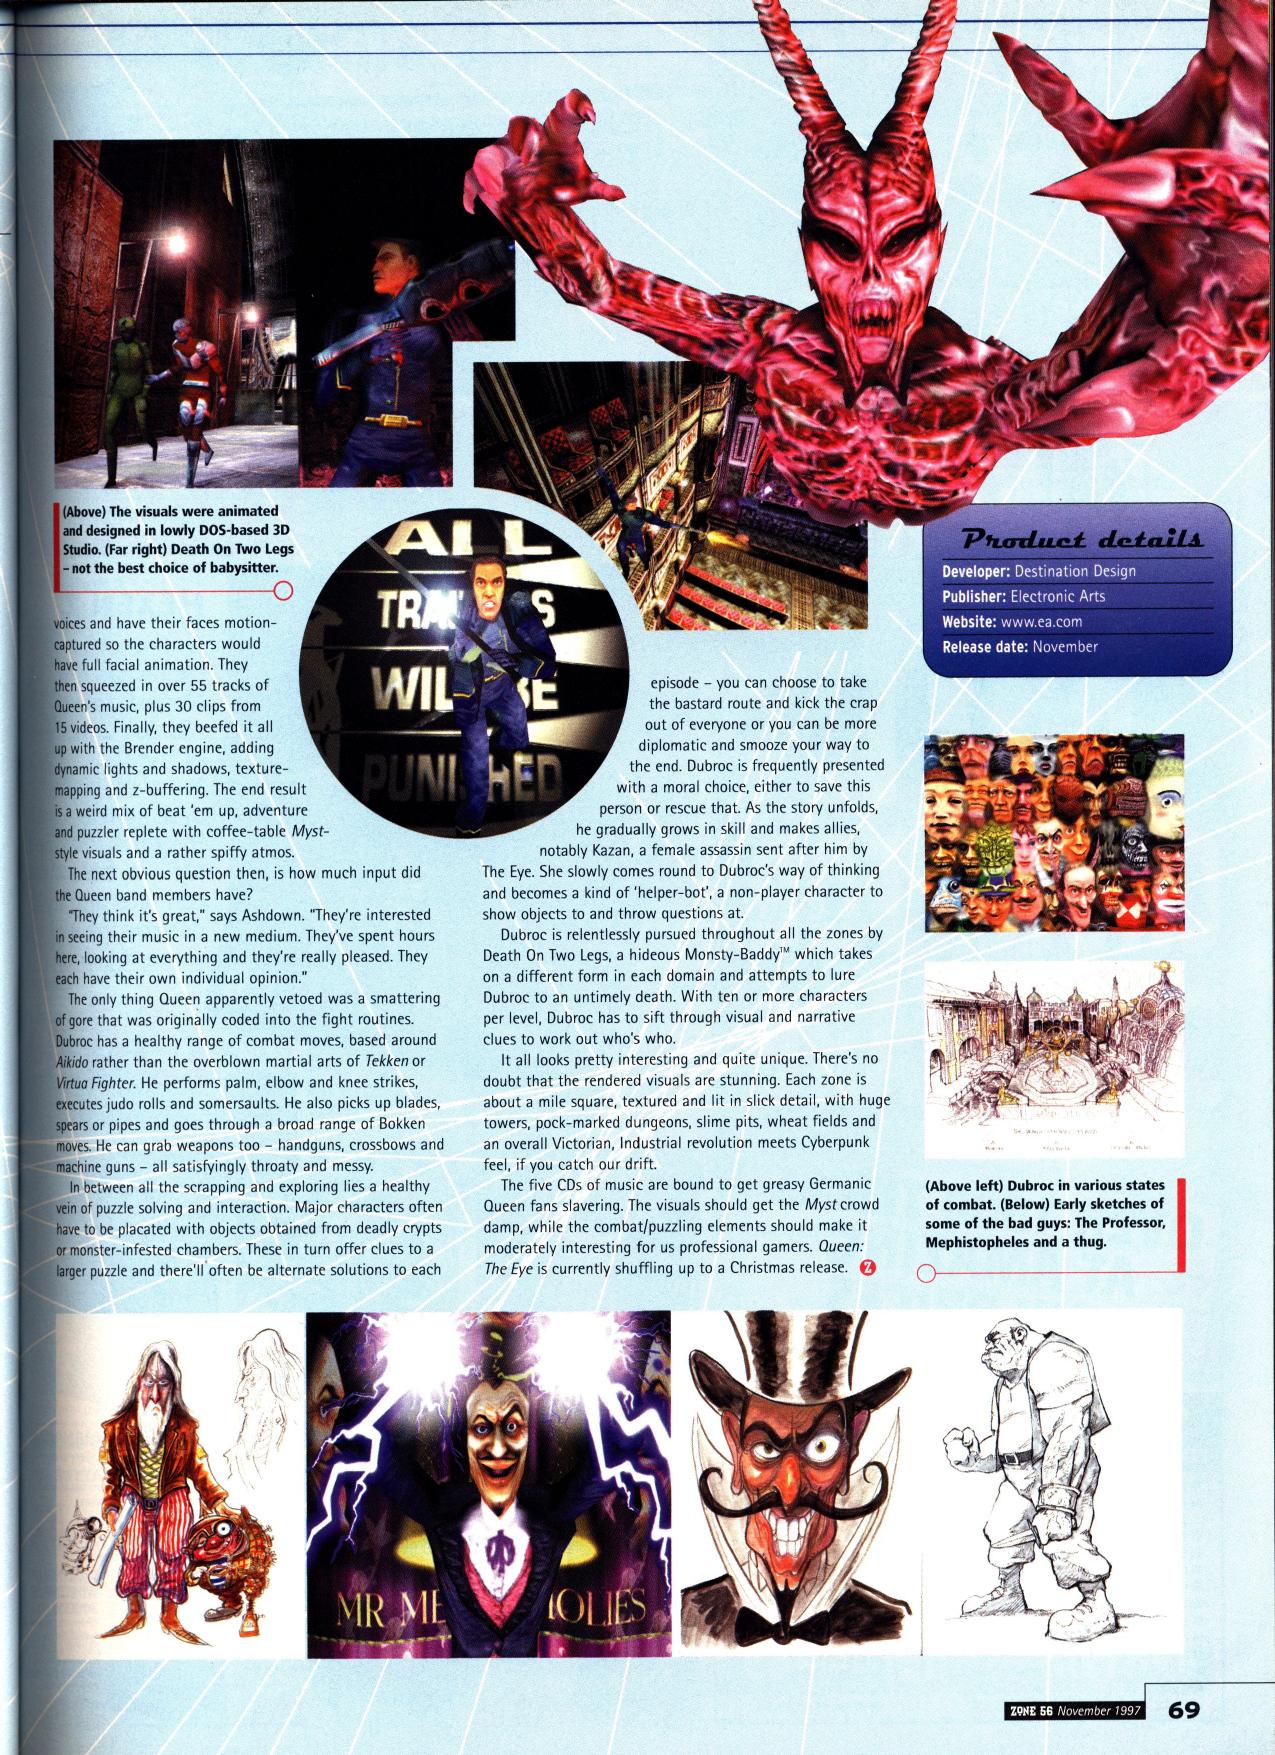 (Above) The visuals were animated
and designed in lowly DOS-based 3D
Studio. (Far right) Death On Two Legs
– not the best choice of babysitter.
voices and have their faces motion-
captured so the characters would
have full facial animation. They
then squeezed in over 55 tracks of
Queen's music, plus 30 clips from
15 videos. Finally, they beefed it all
up with the Brender engine, adding
dynamic lights and shadows, texture-
mapping and z-buffering. The end result
is a weird mix of beat 'em up, adventure
and puzzler replete with coffee-table Myst-
style visuals and a rather spiffy atmos.
The next obvious question then, is how much input did
the Queen band members have?
"They think it's great," says Ashdown. "They're interested
in seeing their music in a new medium. They've spent hours
here, looking at everything and they're really pleased. They
each have their own individual opinion."
The only thing Queen apparently vetoed was a smattering
of gore that was originally coded into the fight routines.
Dubroc has a healthy range of combat moves, based around
Aikido rather than the overblown martial arts of Tekken or
Virtua Fighter. He performs palm, elbow and knee strikes,
executes judo rolls and somersaults. He also picks up blades,
spears or pipes and goes through a broad range of Bokken
moves. He can grab weapons too – handguns, crossbows and
machine guns – all satisfyingly throaty and messy.
In between all the scrapping and exploring lies a healthy
vein of puzzle solving and interaction. Major characters often
have to be placated with objects obtained from deadly crypts
or monster-infested chambers. These in turn offer clues to a
larger puzzle and there'll often be alternate solutions to each
ALL
TRA S
WIL BE
PUNISHED
episode – you can choose to take
the bastard route and kick the crap
out of everyone or you can be more
diplomatic and smooze your way to
the end. Dubroc is frequently presented
with a moral choice, either to save this
person or rescue that. As the story unfolds,
he gradually grows in skill and makes allies,
notably Kazan, a female assassin sent after him by
The Eye. She slowly comes round to Dubroc's way of thinking
and becomes a kind of 'helper-bot', a non-player character to
show objects to and throw questions at.
Dubroc is relentlessly pursued throughout all the zones by
Death On Two Legs, a hideous Monsty-Baddy™ which takes
on a different form in each domain and attempts to lure
Dubroc to an untimely death. With ten or more characters
per level, Dubroc has to sift through visual and narrative
clues to work out who's who.
It all looks pretty interesting and quite unique. There's no
doubt that the rendered visuals are stunning. Each zone is
about a mile square, textured and lit in slick detail, with huge
towers, pock-marked dungeons, slime pits, wheat fields and
an overall Victorian, Industrial revolution meets Cyberpunk
feel, if you catch our drift.
The five CDs of music are bound to get greasy Germanic
Queen fans slavering. The visuals should get the Myst crowd
damp, while the combat/puzzling elements should make it
moderately interesting for us professional gamers. Queen:
The Eye is currently shuffling up to a Christmas release. Z
Product details
Developer: Destination Design
Publisher: Electronic Arts
Website: www.ea.com
Release date: November
(Above left) Dubroc in various states
of combat. (Below) Early sketches of
some of the bad guys: The Professor,
Mephistopheles and a thug.
MR ME OLIES
ZONE 56 November 1997 69